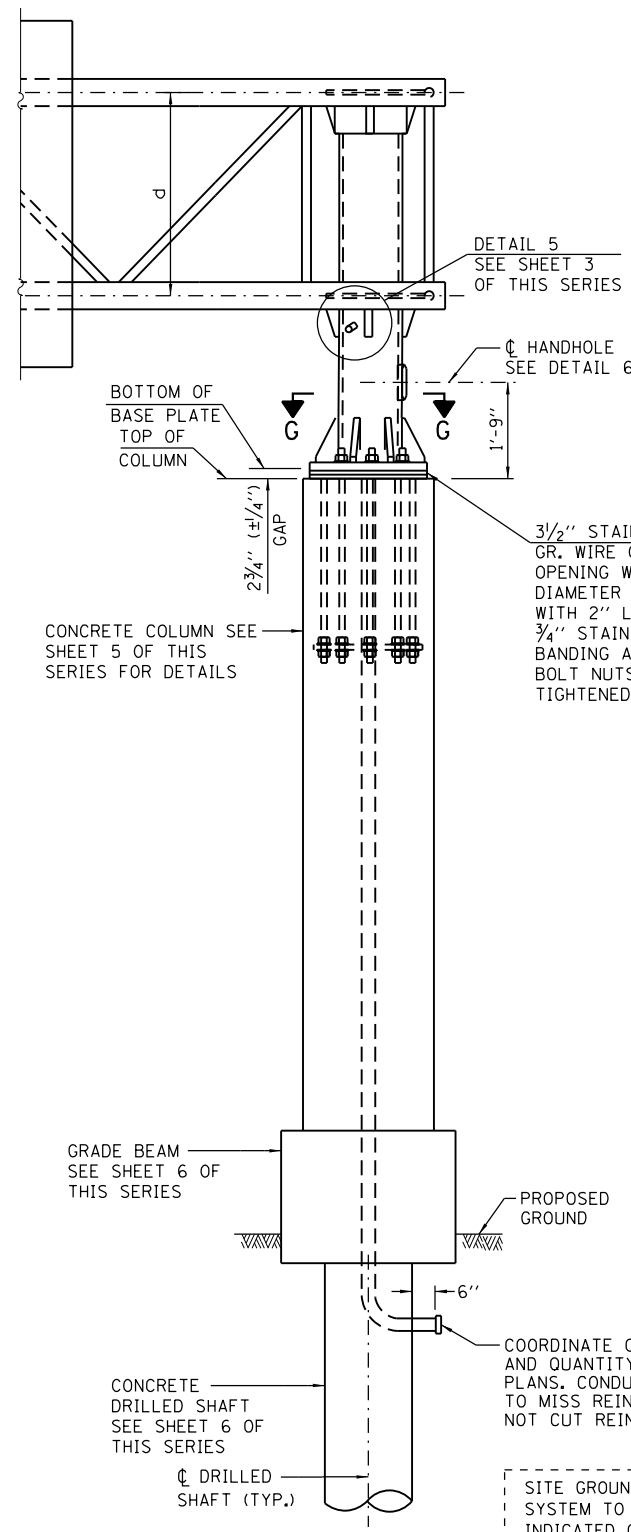 d
DETAIL 5
SEE SHEET 3
OF THIS SERIES
℄ HANDHOLE
SEE DETAIL 6
BOTTOM OF
BASE PLATE
TOP OF
COLUMN
G
G
1'-9"
2¾" (±¼")
GAP
3½" STAI
GR. WIRE
OPENING W
DIAMETER
WITH 2" L
¾" STAIN
BANDING A
BOLT NUTS
TIGHTENED
CONCRETE COLUMN SEE
SHEET 5 OF THIS
SERIES FOR DETAILS
GRADE BEAM
SEE SHEET 6 OF
THIS SERIES
PROPOSED
GROUND
6"
COORDINATE
AND QUANTITY
PLANS. CONDU
TO MISS REIN
NOT CUT REIN
CONCRETE
DRILLED SHAFT
SEE SHEET 6 OF
THIS SERIES
℄ DRILLED
SHAFT (TYP.)
SITE GROUN
SYSTEM TO
INDICATED